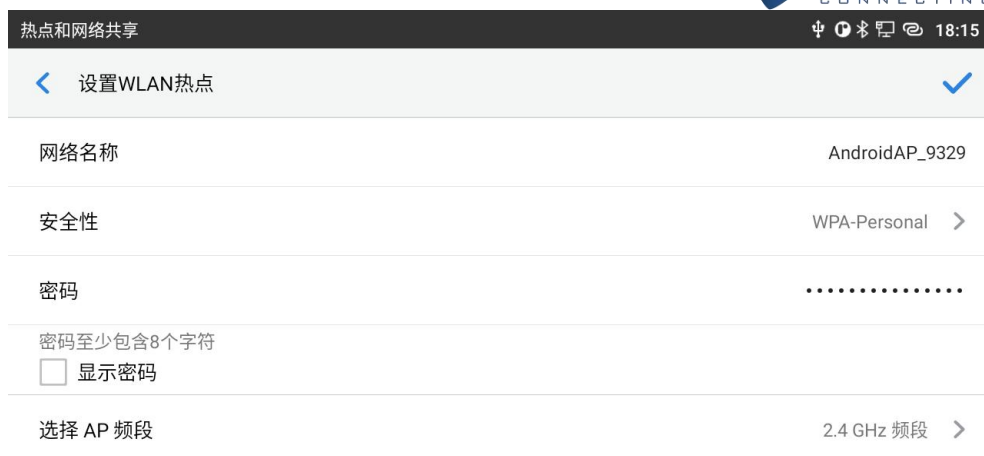 热点和网络共享 18:15
设置WLAN热点
网络名称 AndroidAP_9329
安全性 WPA-Personal
密码 •••••••••••••••
密码至少包含8个字符
显示密码
选择 AP 频段 2.4 GHz 频段